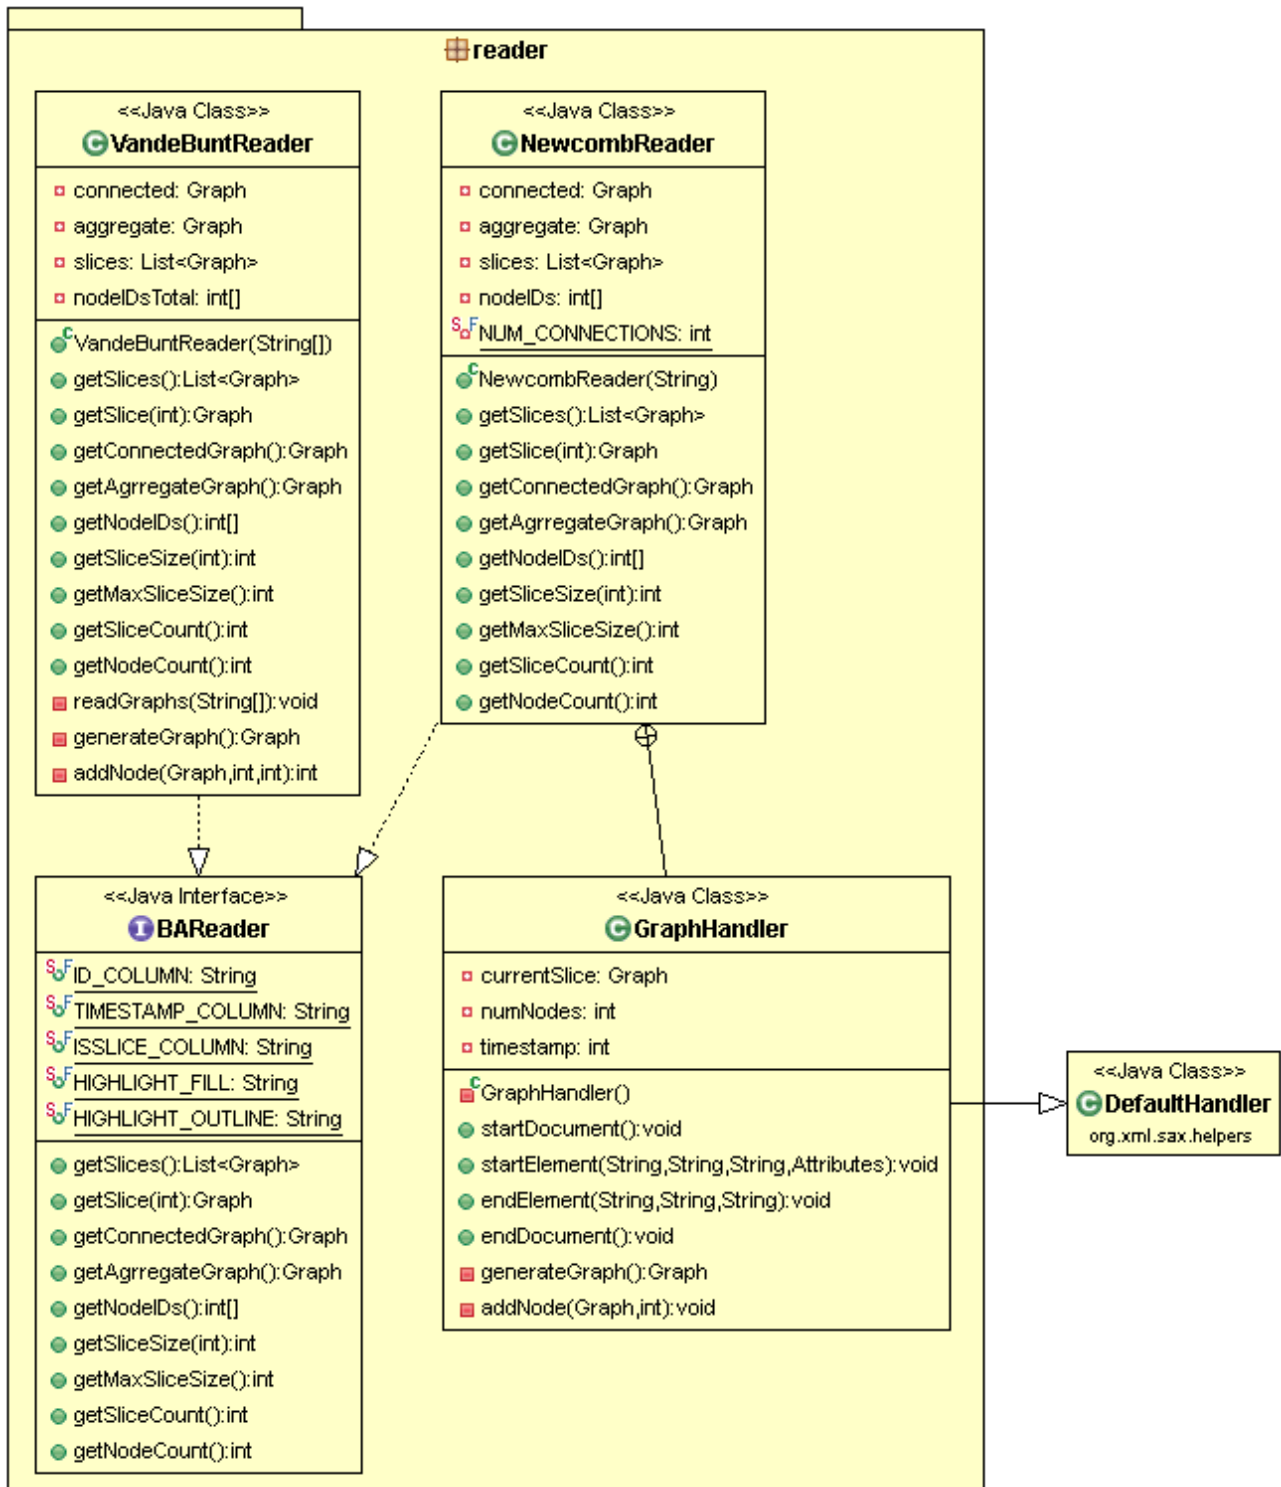 reader
<<Java Class>>
VandeBuntReader
connected: Graph
aggregate: Graph
slices: List<Graph>
nodeIDsTotal: int[]
VandeBuntReader(String[])
getSlices():List<Graph>
getSlice(int):Graph
getConnectedGraph():Graph
getAgrregateGraph():Graph
getNodeIDs():int[]
getSliceSize(int):int
getMaxSliceSize():int
getSliceCount():int
getNodeCount():int
readGraphs(String[]):void
generateGraph():Graph
addNode(Graph,int,int):int
<<Java Class>>
NewcombReader
connected: Graph
aggregate: Graph
slices: List<Graph>
nodeIDs: int[]
NUM_CONNECTIONS: int
NewcombReader(String)
getSlices():List<Graph>
getSlice(int):Graph
getConnectedGraph():Graph
getAgrregateGraph():Graph
getNodeIDs():int[]
getSliceSize(int):int
getMaxSliceSize():int
getSliceCount():int
getNodeCount():int
<<Java Interface>>
BAReader
ID_COLUMN: String
TIMESTAMP_COLUMN: String
ISSLICE_COLUMN: String
HIGHLIGHT_FILL: String
HIGHLIGHT_OUTLINE: String
getSlices():List<Graph>
getSlice(int):Graph
getConnectedGraph():Graph
getAgrregateGraph():Graph
getNodeIDs():int[]
getSliceSize(int):int
getMaxSliceSize():int
getSliceCount():int
getNodeCount():int
<<Java Class>>
GraphHandler
currentSlice: Graph
numNodes: int
timestamp: int
GraphHandler()
startDocument():void
startElement(String,String,String,Attributes):void
endElement(String,String,String):void
endDocument():void
generateGraph():Graph
addNode(Graph,int):void
<<Java Class>>
DefaultHandler
org.xml.sax.helpers